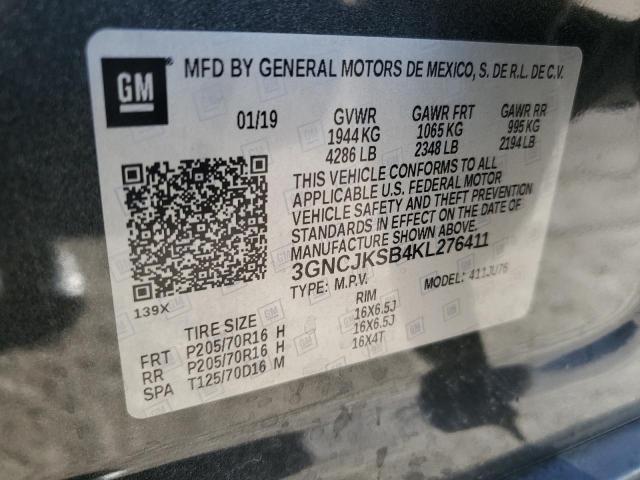 GM ® MFD BY GENERAL MOTORS DE MEXICO, S. DE R.L. DE C.V.
01/19 GVWR GAWR FRT GAWR RR
1944 KG 1065 KG 995 KG
4286 LB 2348 LB 2194 LB
THIS VEHICLE CONFORMS TO ALL
APPLICABLE U.S. FEDERAL MOTOR
VEHICLE SAFETY AND THEFT PREVENTION
STANDARDS IN EFFECT ON THE DATE OF
MANUFACTURE SHOWN ABOVE.
3GNCJKSB4KL276411
TYPE: M.P.V. MODEL: 411JU76
139X
TIRE SIZE RIM
FRT P205/70R16 H 16X6.5J
RR P205/70R16 H 16X6.5J
SPA T125/70D16 M 16X4T